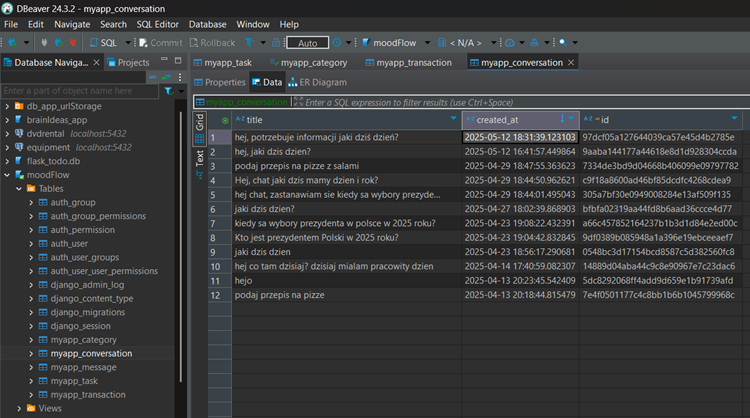 DBeaver 24.3.2 - myapp_conversation
File Edit Navigate Search SQL Editor Database Window Help
SQL Commit Rollback Auto moodFlow < N/A >
Database Naviga... Projects
myapp_task myapp_category myapp_transaction myapp_conversation
Enter a part of object name here
Properties Data ER Diagram
myapp_conversation Enter a SQL expression to filter results (use Ctrl+Space)
db_app_urlStorage
brainIdeas_app
dvdrental localhost:5432
equipment localhost:5432
flask_todo.db
moodFlow
Tables
auth_group
auth_group_permissions
auth_permission
auth_user
auth_user_groups
auth_user_user_permissions
django_admin_log
django_content_type
django_migrations
django_session
myapp_category
myapp_conversation
myapp_message
myapp_task
myapp_transaction
Views
Grid
Text
A-Z title A-Z created_at A-Z id
1 hej, potrzebuje informacji jaki dziś dzień? 2025-05-12 18:31:39.123103 97dcf05a127644039ca57e45d4b2785e
2 hej, jaki dzis dzien? 2025-05-12 16:41:57.449864 9aaba144177a44618e8d1d928304ccda
3 podaj przepis na pizze z salami 2025-04-29 18:47:55.363623 7334de3bd9d04668b406099e09797782
4 Hej, chat jaki dzis mamy dzien i rok? 2025-04-29 18:44:50.962621 c9f18a8600ad46bf85dcdfc4268cdea4
5 hej chat, zastanawiam sie kiedy sa wybory prezyde... 2025-04-29 18:44:01.495043 305a7bf30e0949008284e13af509f135
6 jaki dzis dzien? 2025-04-27 18:02:39.868903 bfbfa02319aa44fd8b6aad36ccce4d77
7 kiedy sa wybory prezydenta w polsce w 2025 roku? 2025-04-23 19:08:22.432391 a66c457852164237b1b3d1d84e2ed00c
8 Kto jest prezydentem Polski w 2025 roku? 2025-04-23 19:04:42.832845 9df0389b085948a1a396e19ebceeaef7
9 jaki dzis dzien 2025-04-23 18:56:17.290681 0548bc3d17154bcd8587c5d382560fc8
10 hej co tam dzisiaj? dzisiaj mialam pracowity dzien 2025-04-14 17:40:59.082307 14889d04aba44c9c8e90967e7c23dac6
11 hejo 2025-04-13 20:23:45.542409 5dc8292068ff4add9d659e1b91739afd
12 podaj przepis na pizze 2025-04-13 20:18:44.815479 7e4f0501177c4c8bb1b6b1045799968c